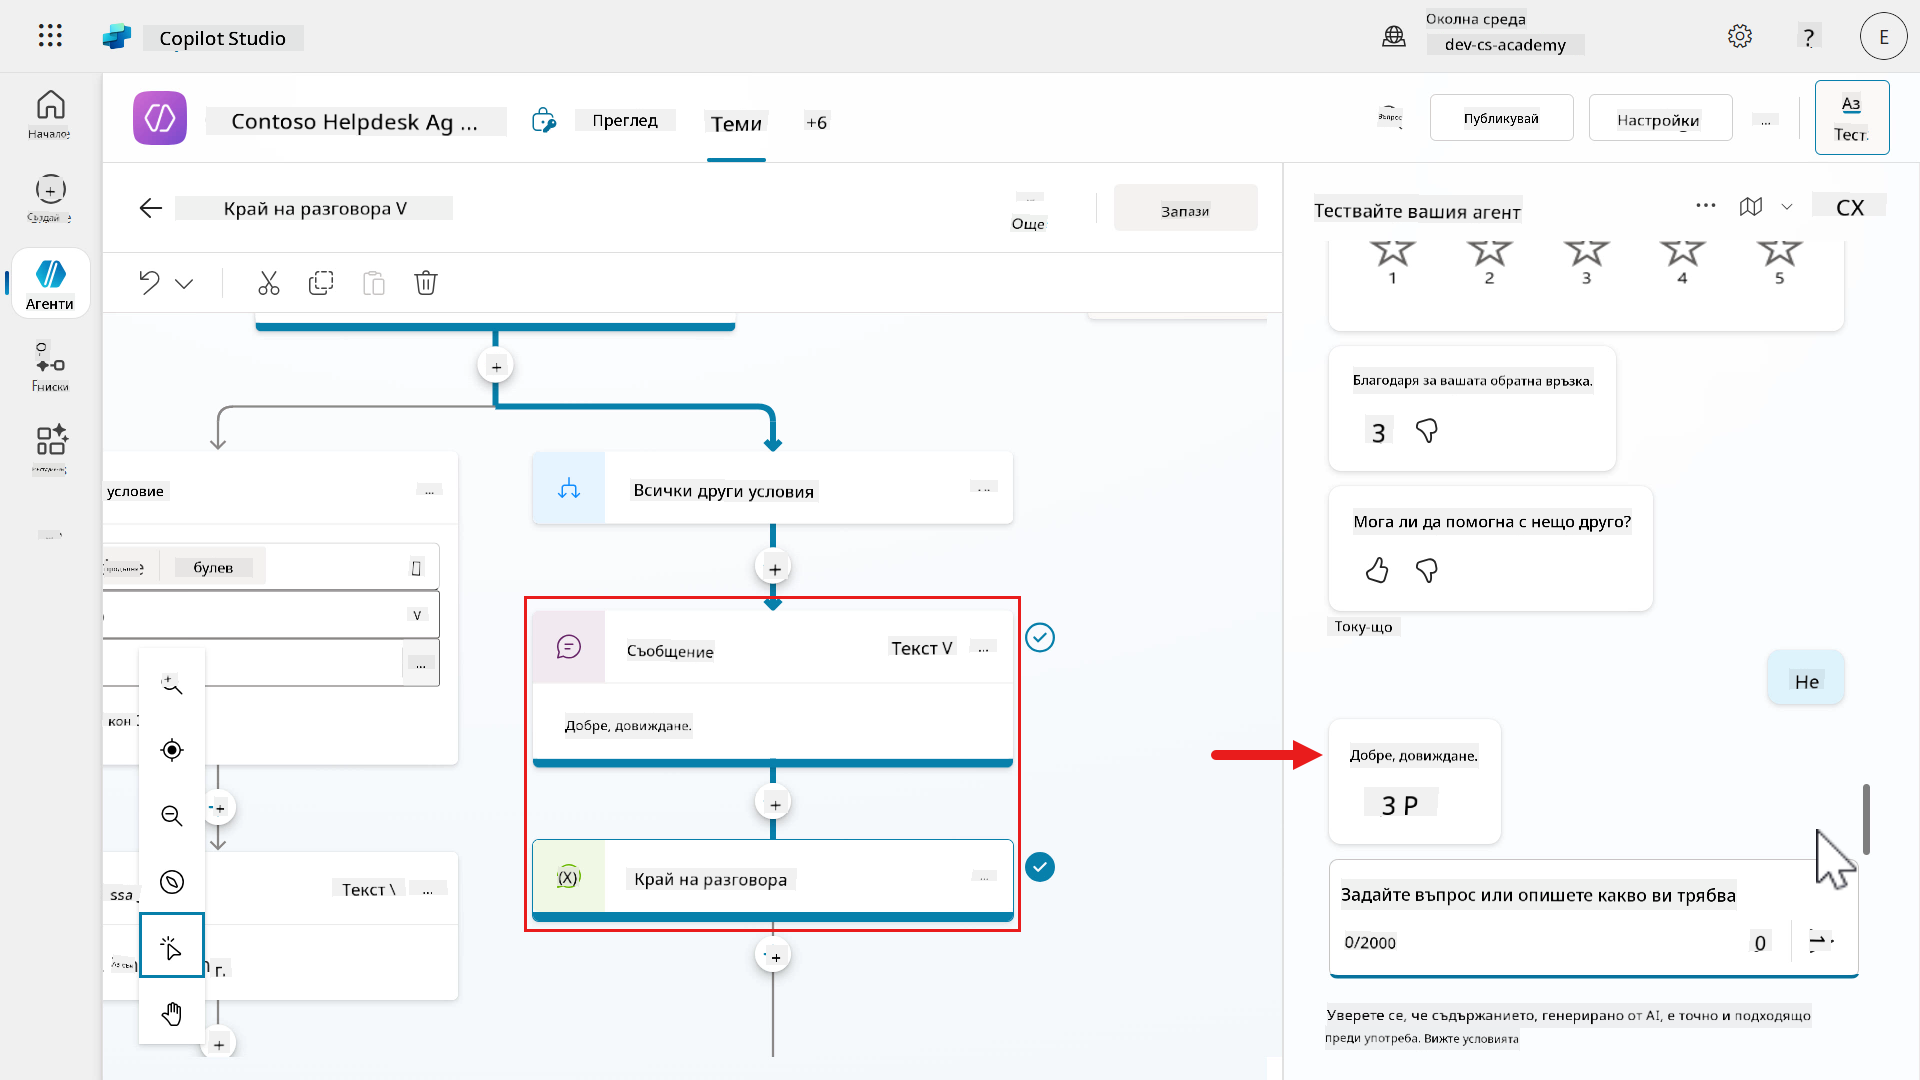 Copilot Studio
Околна среда
dev-cs-academy
?
E
Начало
Contoso Helpdesk Ag ...
Преглед
Теми
+6
Въпрос
Публикувай
Настройки
...
Аз
Тест.
Край на разговора V
Още
Запази
Тествайте вашия агент
CX
Агенти
1
2
3
4
5
Благодаря за вашата обратна връзка.
3
условие
...
Всички други условия
булев
V
...
Мога ли да помогна с нещо друго?
Току-що
Съобщение
Текст V
...
Не
Добре, довиждане.
Добре, довиждане.
3 P
кон
Текст \
...
(X)
Край на разговора
...
ssa
Задайте въпрос или опишете какво ви трябва
0/2000
0
г.
Уверете се, че съдържанието, генерирано от AI, е точно и подходящо
преди употреба. Вижте условията